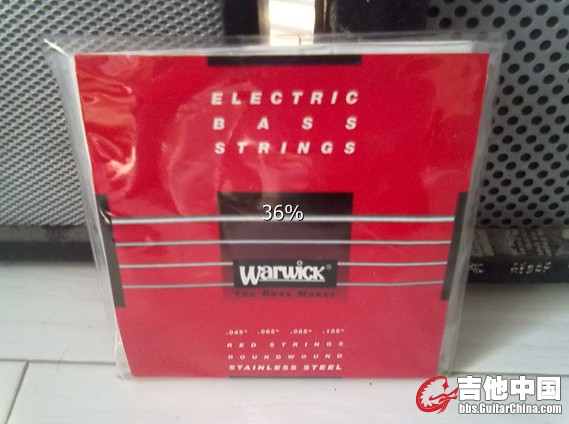 ELECTRIC
BASS
STRINGS
36%
Warwick®
The Bass Maker
.045" .065" .085" .105"
RED STRINGS
ROUNDWOUND
STAINLESS STEEL
吉他中国
bbs.GuitarChina.com